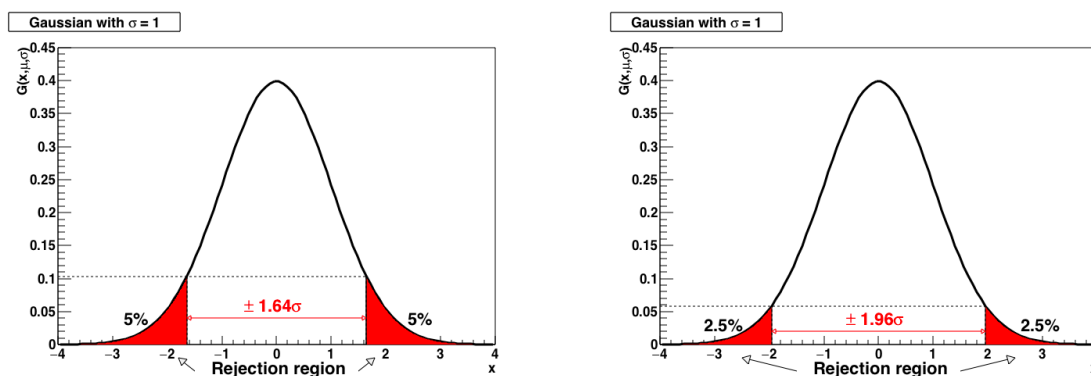 Gaussian with σ = 1
G(x,μ,σ)
0.45
0.4
0.35
0.3
0.25
0.2
0.15
0.1
0.05
0
5%
± 1.64σ
5%
−4 −3 −2 −1 0 1 2 3 4
Rejection region
x
Gaussian with σ = 1
G(x,μ,σ)
0.45
0.4
0.35
0.3
0.25
0.2
0.15
0.1
0.05
0
2.5%
± 1.96σ
2.5%
−4 −3 −2 −1 0 1 2 3
Rejection region